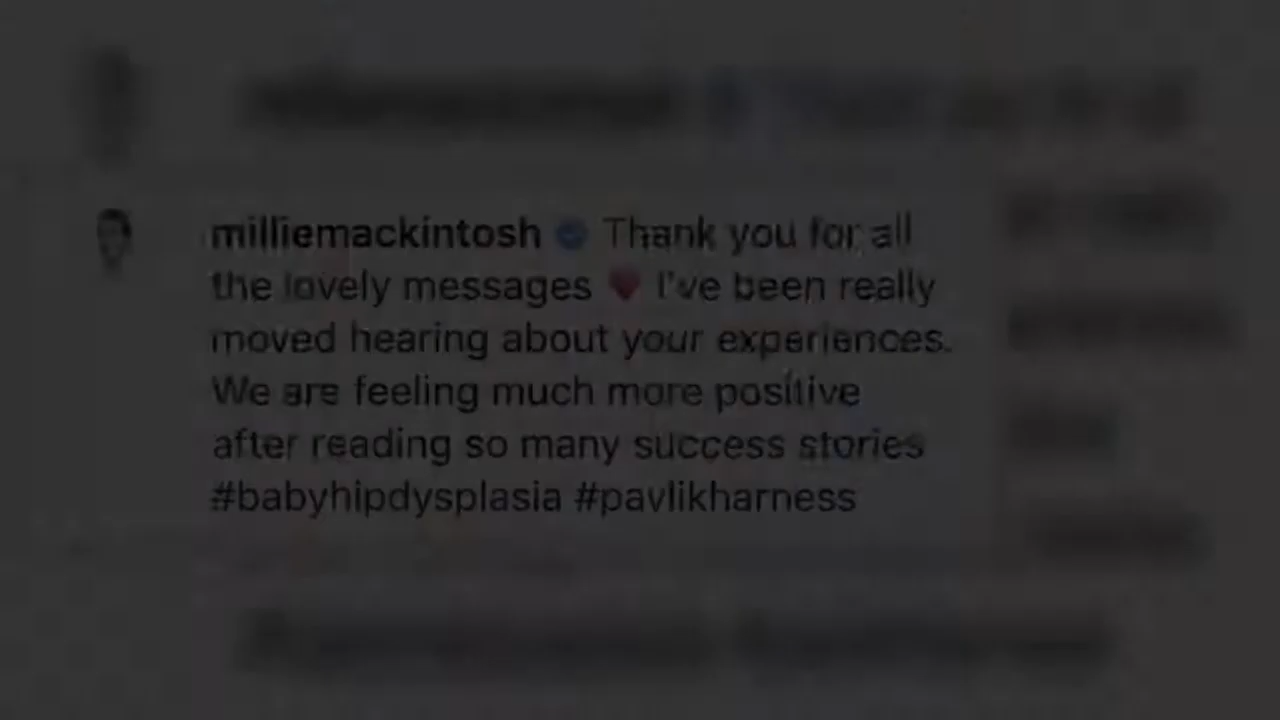 milliemackintosh Thank you for all
the lovely messages ❤️ I've been really
moved hearing about your experiences.
We are feeling much more positive
after reading so many success stories
#babyhipdysplasia #pavlikharness